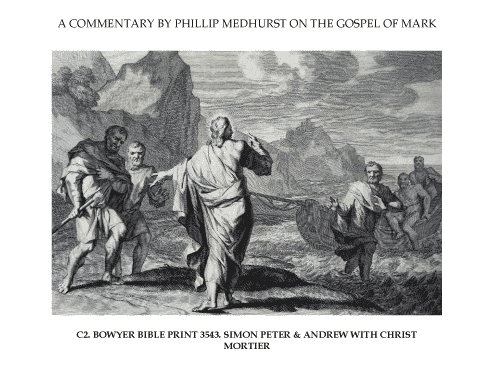 A COMMENTARY BY PHILLIP MEDHURST ON THE GOSPEL OF MARK
C2. BOWYER BIBLE PRINT 3543. SIMON PETER & ANDREW WITH CHRIST
MORTIER